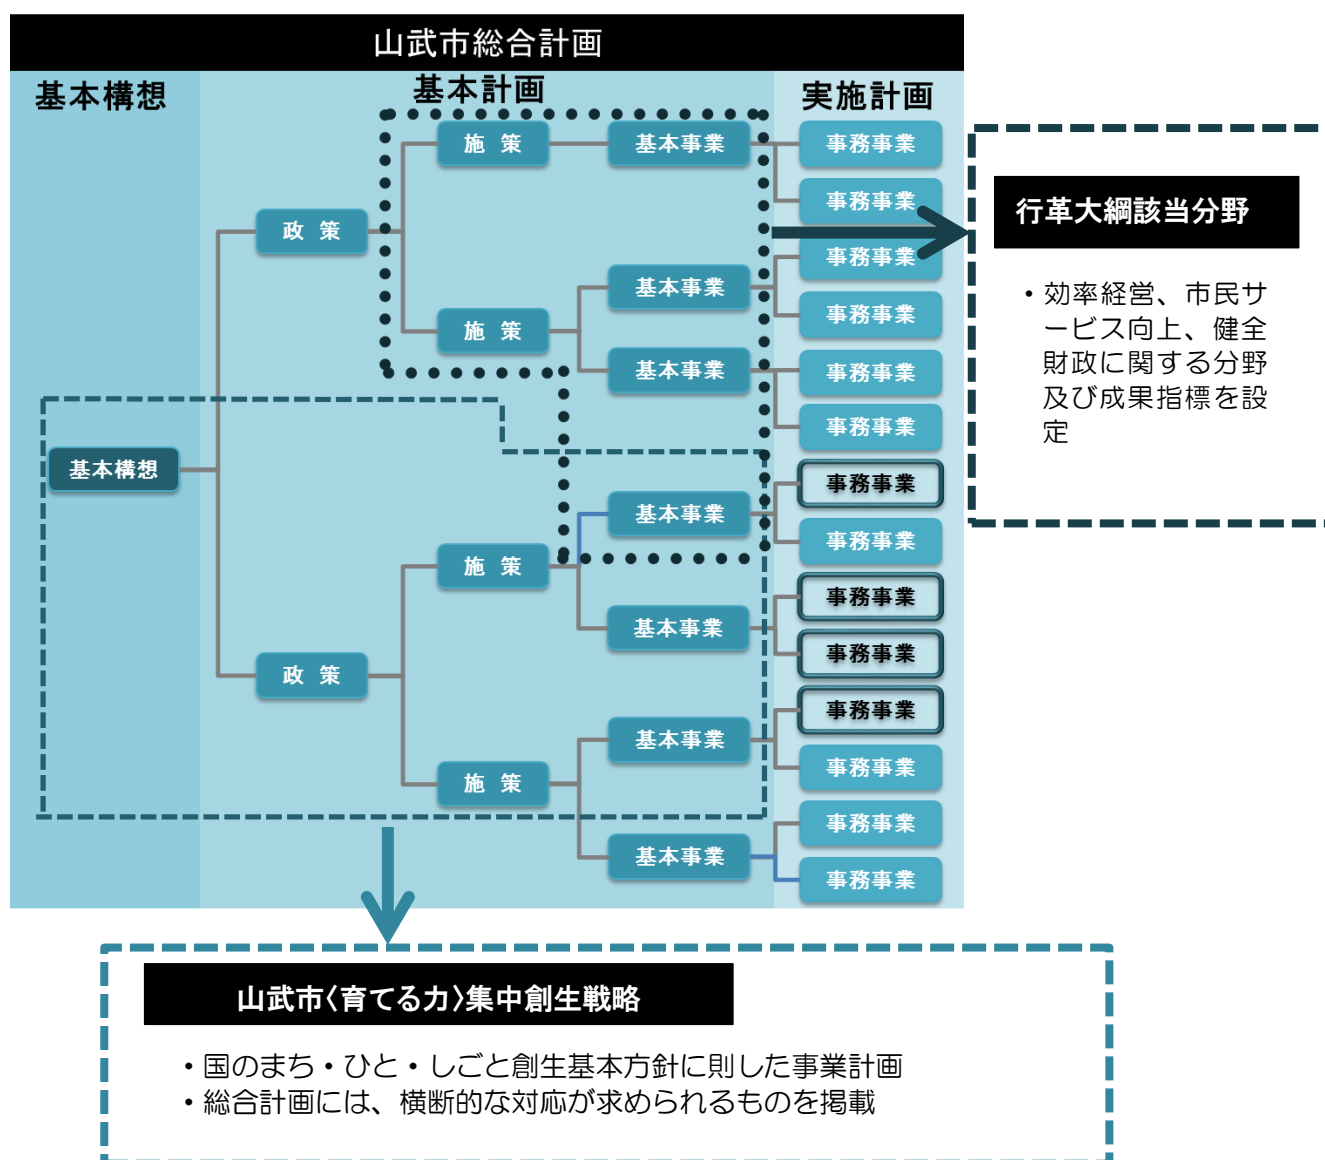 山武市総合計画
基本構想
基本計画
実施計画
施 策
基本事業
事務事業
事務事業
政 策
事務事業
基本事業
施 策
事務事業
基本事業
事務事業
事務事業
基本構想
事務事業
基本事業
事務事業
施 策
事務事業
基本事業
事務事業
政 策
事務事業
基本事業
事務事業
施 策
事務事業
基本事業
事務事業
行革大綱該当分野
・効率経営、市民サ
ービス向上、健全
財政に関する分野
及び成果指標を設
定
山武市〈育てる力〉集中創生戦略
・国のまち・ひと・しごと創生基本方針に則した事業計画
・総合計画には、横断的な対応が求められるものを掲載